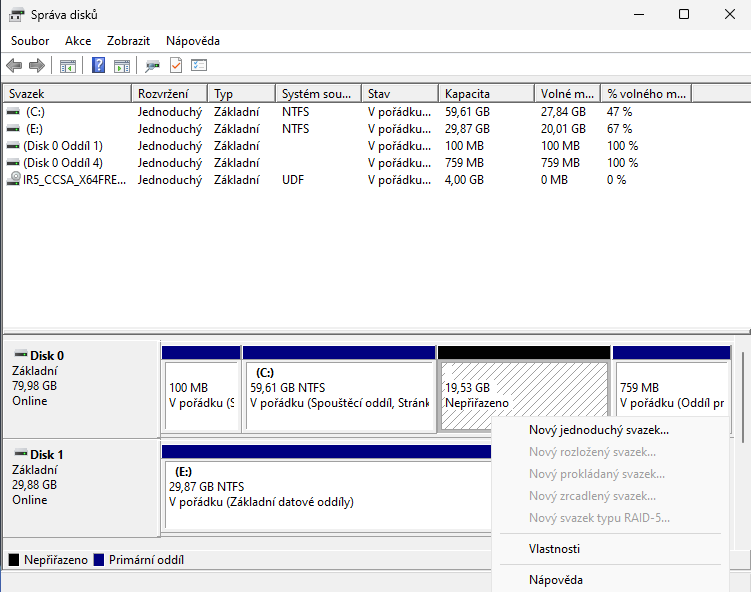 Správa disků
Soubor Akce Zobrazit Nápověda
Svazek Rozvržení Typ Systém sou... Stav Kapacita Volné m... % volného m...
(C:) Jednoduchý Základní NTFS V pořádku... 59,61 GB 27,84 GB 47 %
(E:) Jednoduchý Základní NTFS V pořádku... 29,87 GB 20,01 GB 67 %
(Disk 0 Oddíl 1) Jednoduchý Základní V pořádku... 100 MB 100 MB 100 %
(Disk 0 Oddíl 4) Jednoduchý Základní V pořádku... 759 MB 759 MB 100 %
IR5_CCSA_X64FRE... Jednoduchý Základní UDF V pořádku... 4,00 GB 0 MB 0 %
Disk 0
Základní
79,98 GB
Online
100 MB
V pořádku (S
(C:)
59,61 GB NTFS
V pořádku (Spouštěcí oddíl, Stránk
19,53 GB
Nepřiřazeno
759 MB
V pořádku (Oddíl pr
Disk 1
Základní
29,88 GB
Online
(E:)
29,87 GB NTFS
V pořádku (Základní datové oddíly)
Nový jednoduchý svazek...
Nový rozložený svazek...
Nový prokládaný svazek...
Nový zrcadlený svazek...
Nový svazek typu RAID-5...
Vlastnosti
Nápověda
Nepřiřazeno Primární oddíl